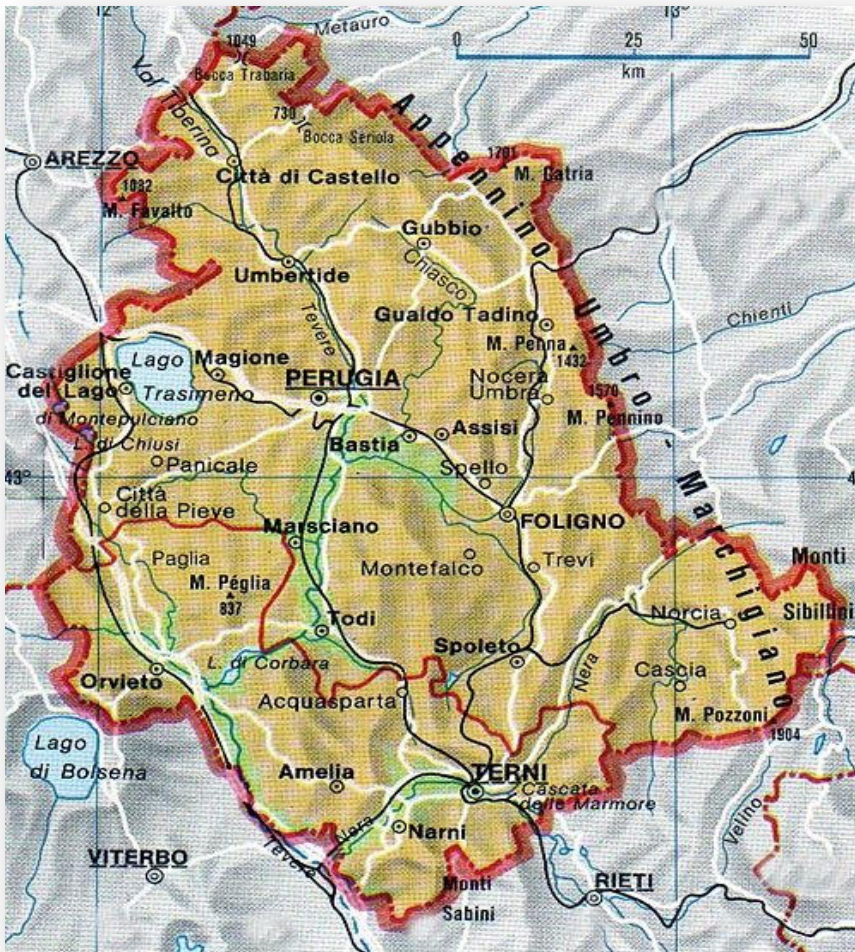 12°
13°
Metauro
0
25
50
km
1049
Bocca Trabaria
Val Tiberina
730
Bocca Seriola
Appennino Umbro-Marchigiano
AREZZO
1701
M. Catria
Città di Castello
1082
M. Favalto
Gubbio
Umbertide
Chiasco
Tevere
Gualdo Tadino
Chienti
M. Penna
1432
Lago
Trasimeno
Magione
Castiglione
del Lago
PERUGIA
Nocera
Umbra
1570
M. Pennino
di Montepulciano
L. di Chiusi
Bastia
Assisi
Panicale
Spello
43°
Città
della Pieve
FOLIGNO
Marsciano
Paglia
M. Péglia
837
Montefalco
Trevi
Monti
Sibillini
Norcia
Todi
Spoleto
Nera
L. di Corbara
Orvieto
Cascia
Acquasparta
M. Pozzoni
1904
Lago
di Bolsena
Amelia
TERNI
Cascata
delle Marmore
Nera
Narni
Velino
Tevere
VITERBO
Monti
Sabini
RIETI